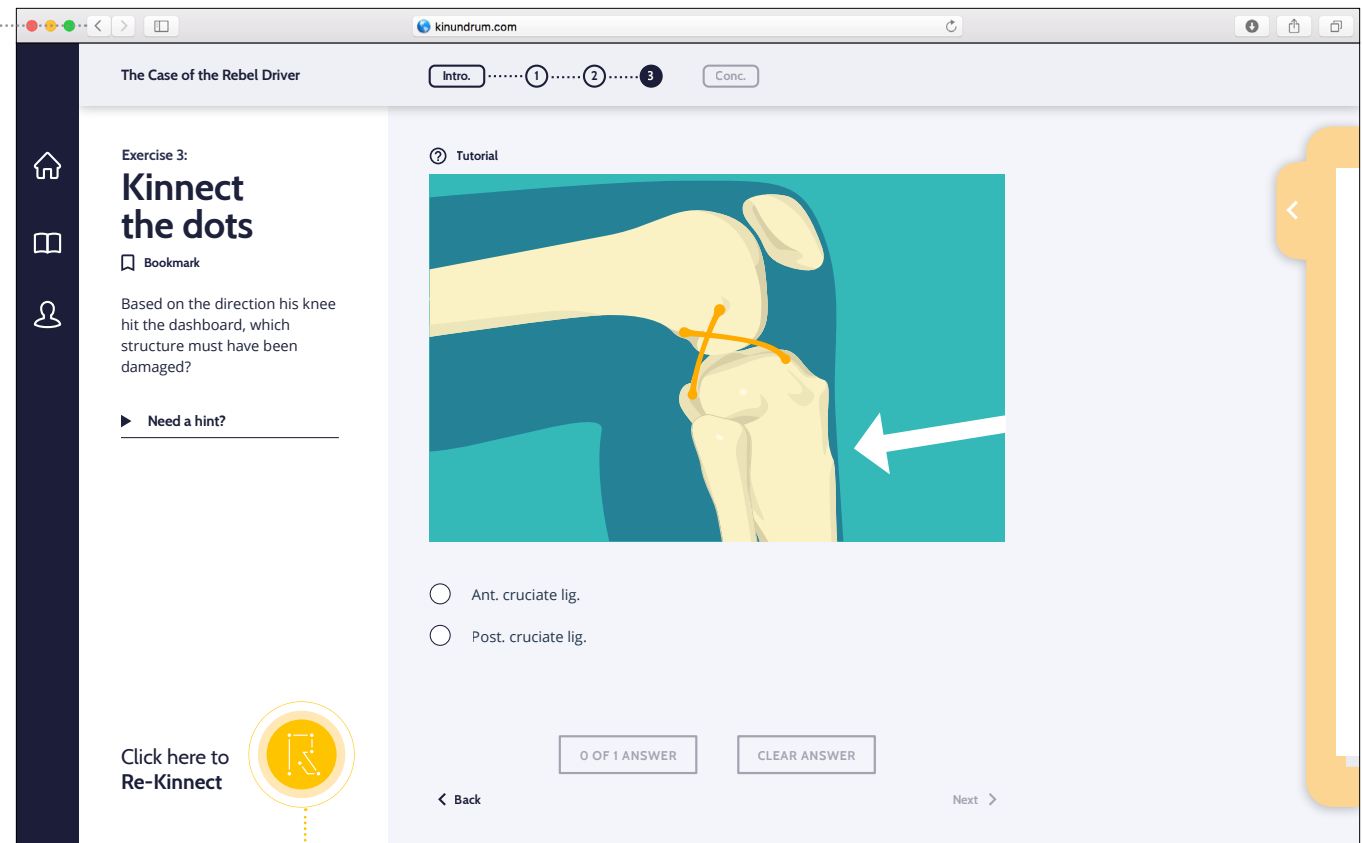 kinundrum.com
The Case of the Rebel Driver
Intro.
1
2
3
Conc.
Exercise 3:
Kinnect
the dots
Bookmark
Based on the direction his knee
hit the dashboard, which
structure must have been
damaged?
Need a hint?
Click here to
Re-Kinnect
Tutorial
Ant. cruciate lig.
Post. cruciate lig.
0 OF 1 ANSWER
CLEAR ANSWER
Back
Next